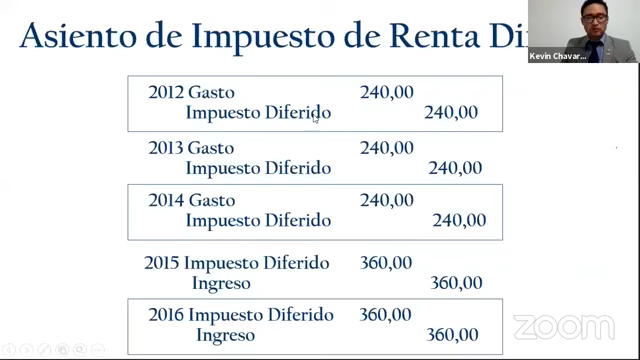 Asiento de Impuesto de Renta Di
Kevin Chavar...
2012 Gasto 240,00
Impuesto Diferido 240,00
2013 Gasto 240,00
Impuesto Diferido 240,00
2014 Gasto 240,00
Impuesto Diferido 240,00
2015 Impuesto Diferido 360,00
Ingreso 360,00
2016 Impuesto Diferido 360,00
Ingreso 360,00
zoom